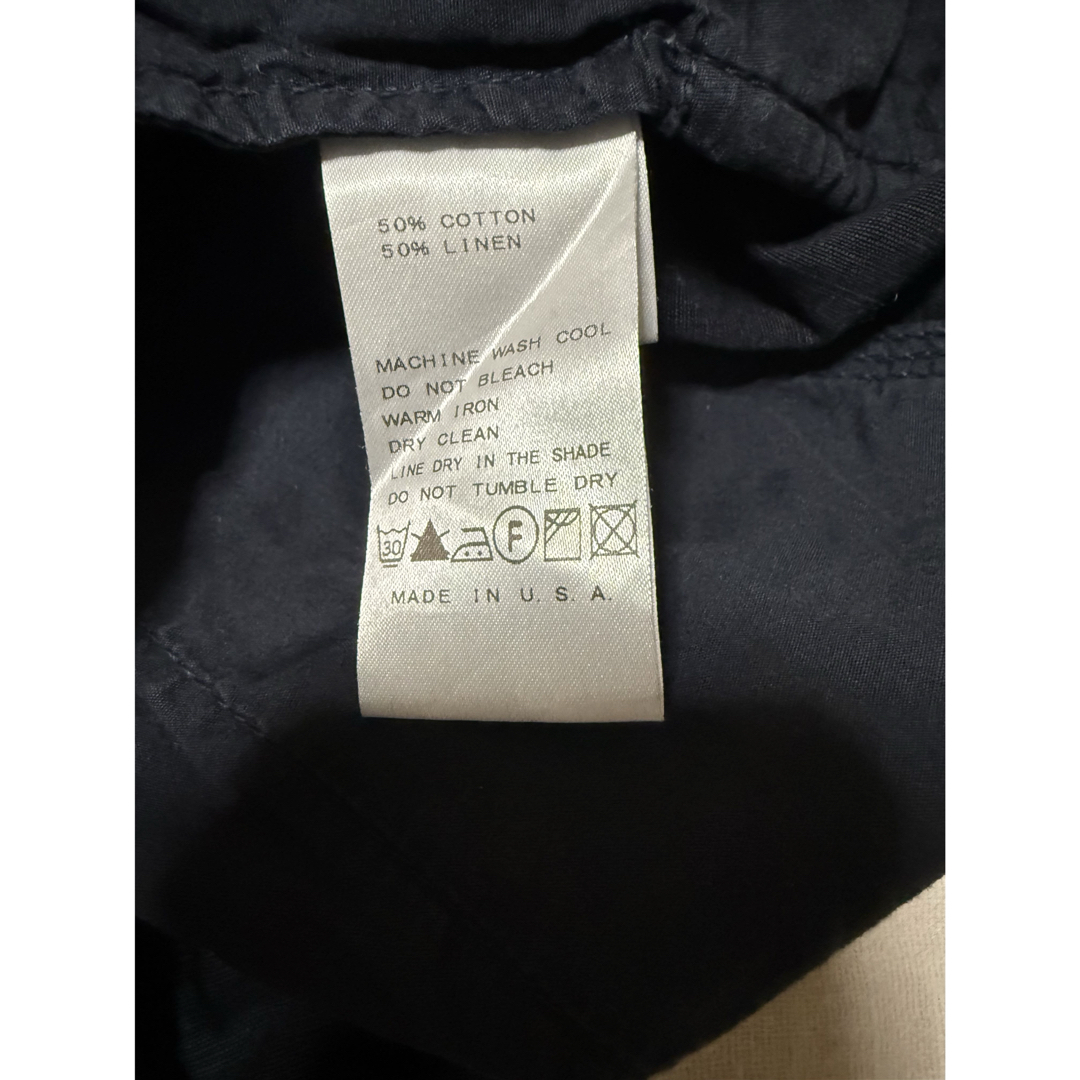 50% COTTON
50% LINEN
MACHINE WASH COOL
DO NOT BLEACH
WARM IRON
DRY CLEAN
LINE DRY IN THE SHADE
DO NOT TUMBLE DRY
30 F
MADE IN U. S. A.